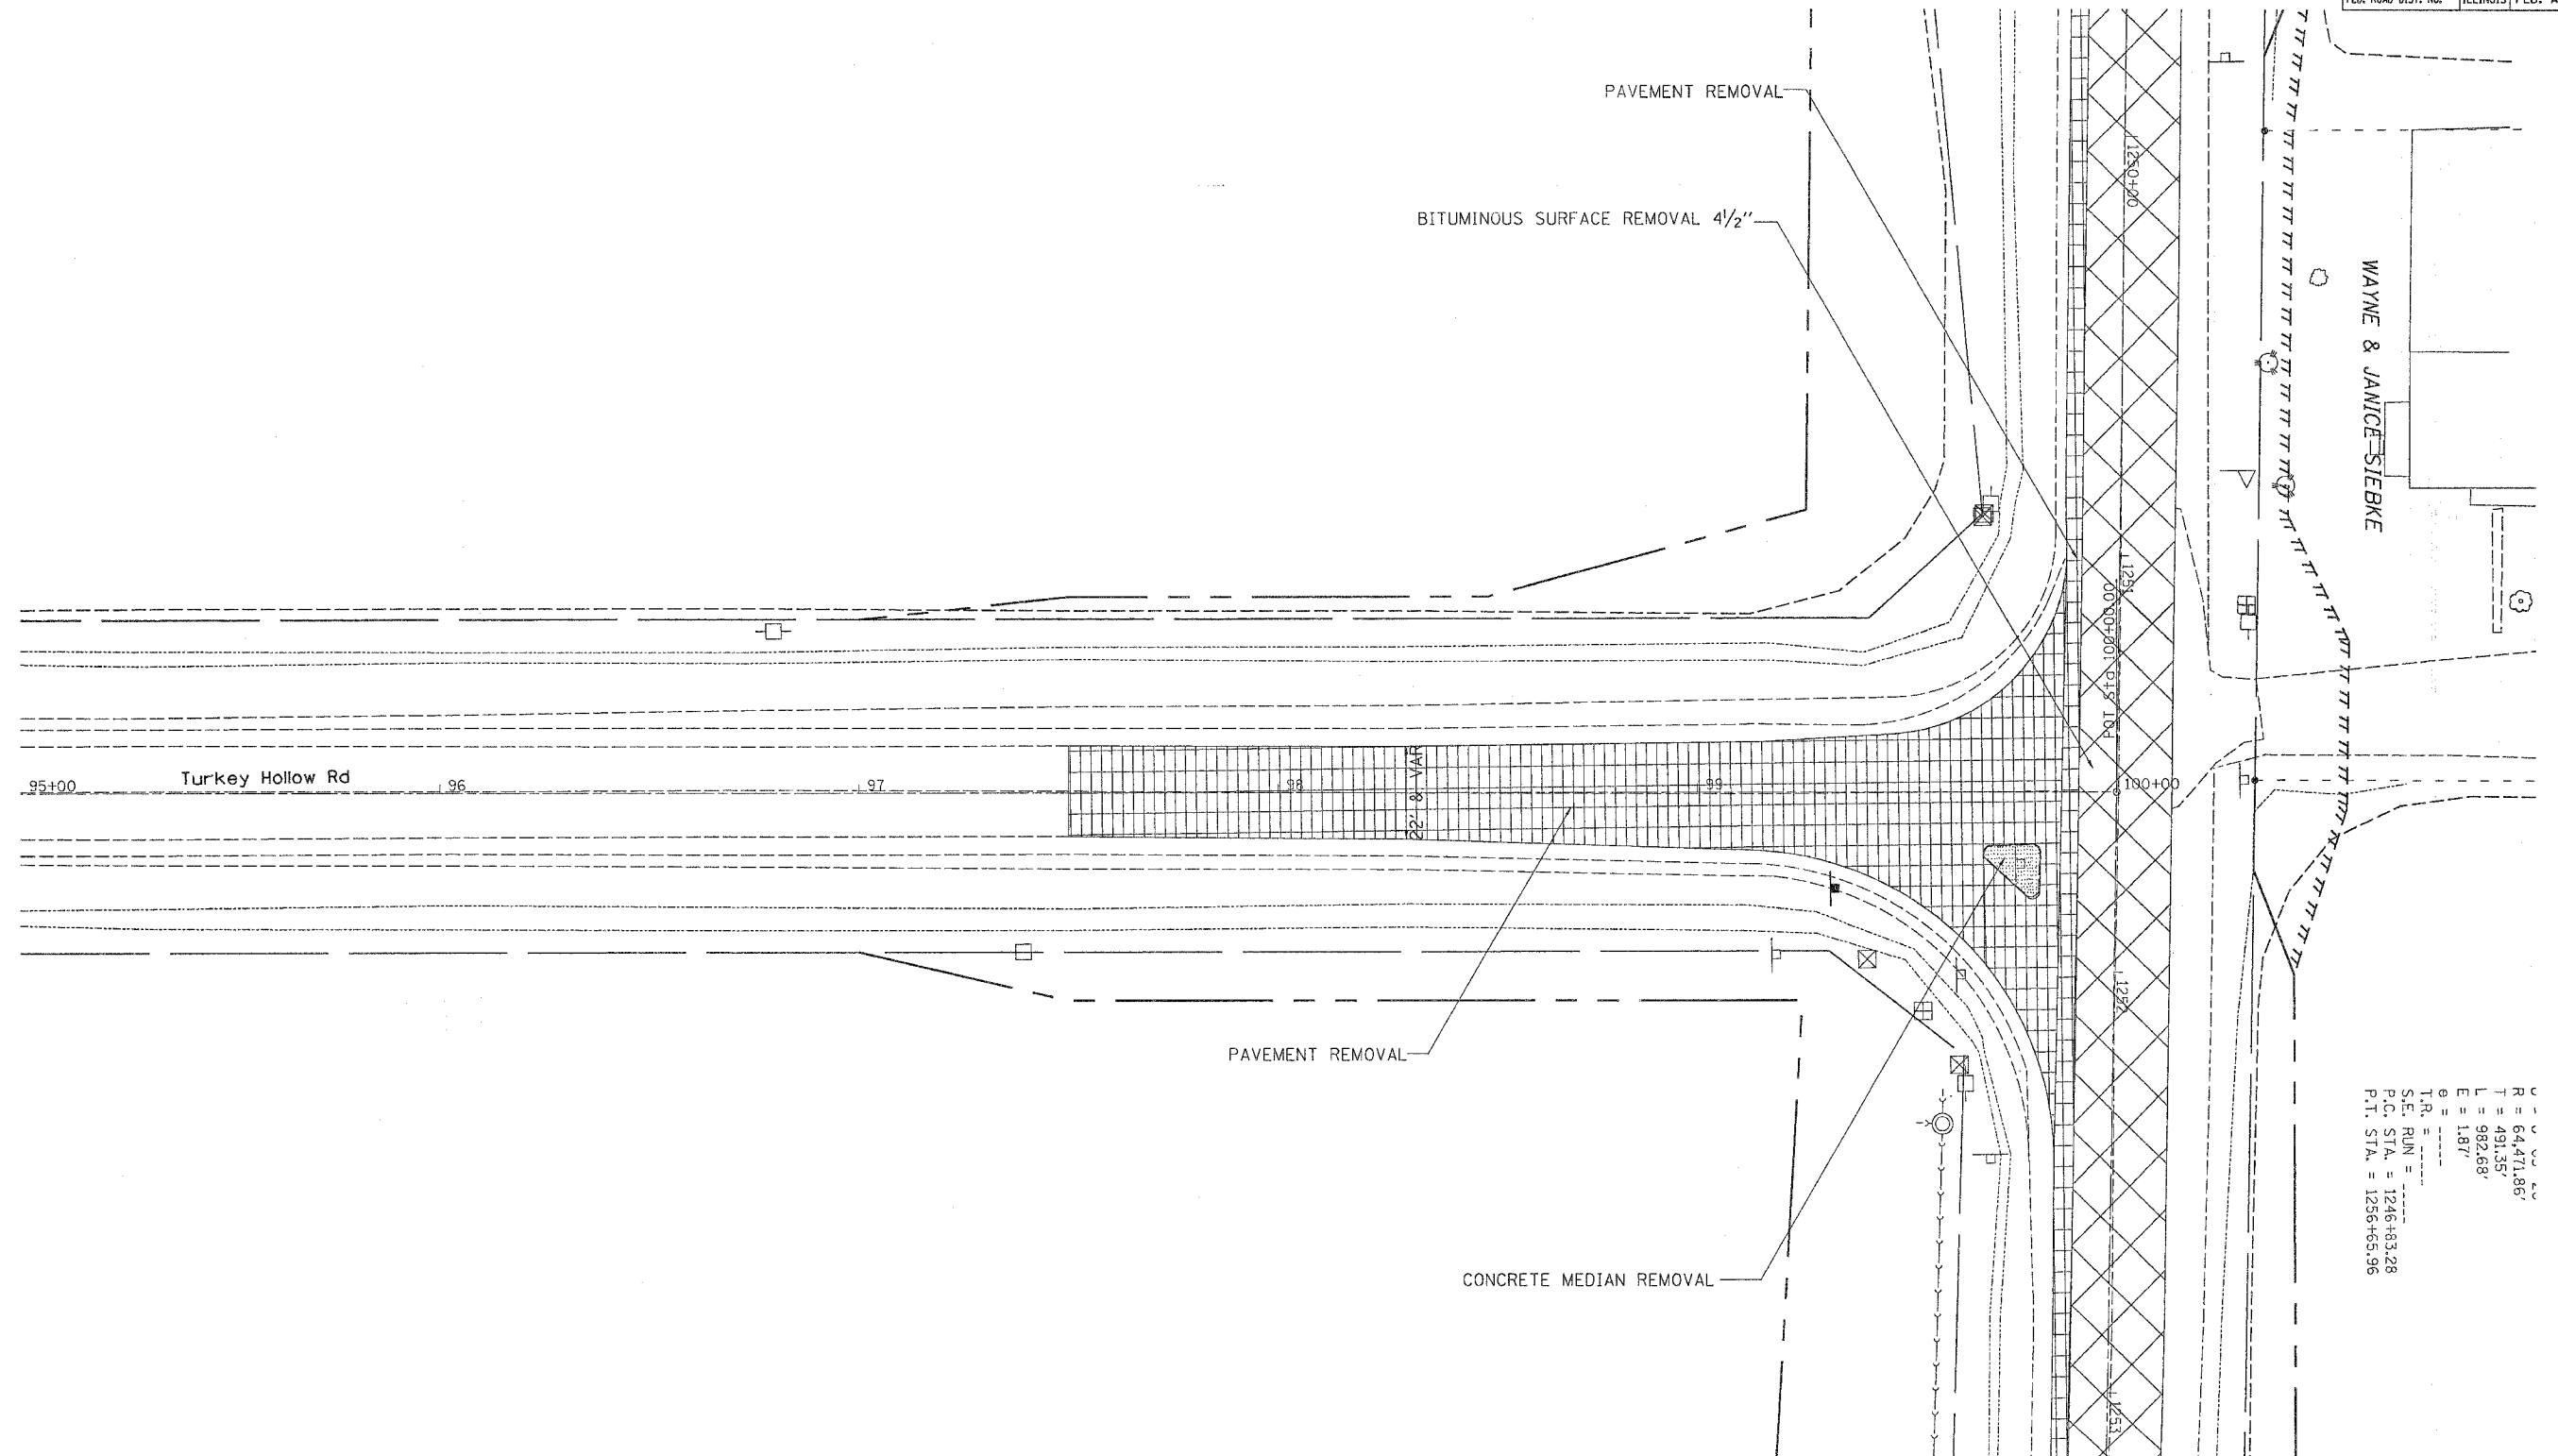 PAVEMENT REMOVAL
BITUMINOUS SURFACE REMOVAL 4 1/2"
1250+00
WAYNE & JANICE SIEBKE
1251
POT Sta 100+00.00
Turkey Hollow Rd
95+00
96
97
98
99
100+00
22' & VAR
1252
PAVEMENT REMOVAL
CONCRETE MEDIAN REMOVAL
R = 64,471.86'
T = 491.35'
L = 982.68'
E = 1.87'
e = -----
T.R. = -----
S.E. RUN = -----
P.C. STA. = 1246+83.28
P.T. STA. = 1256+65.96
1253